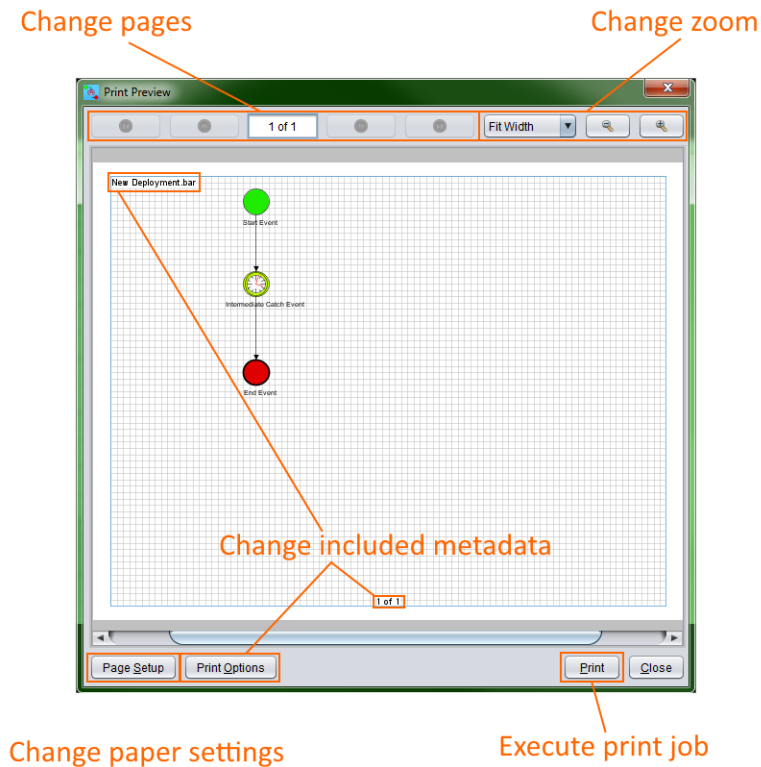 Change pages
Change zoom
Print Preview
1 of 1
Fit Width
New Deployment.bar
Start Event
Intermediate Catch Event
End Event
Change included metadata
1 of 1
Page Setup
Print Options
Print
Close
Change paper settings
Execute print job